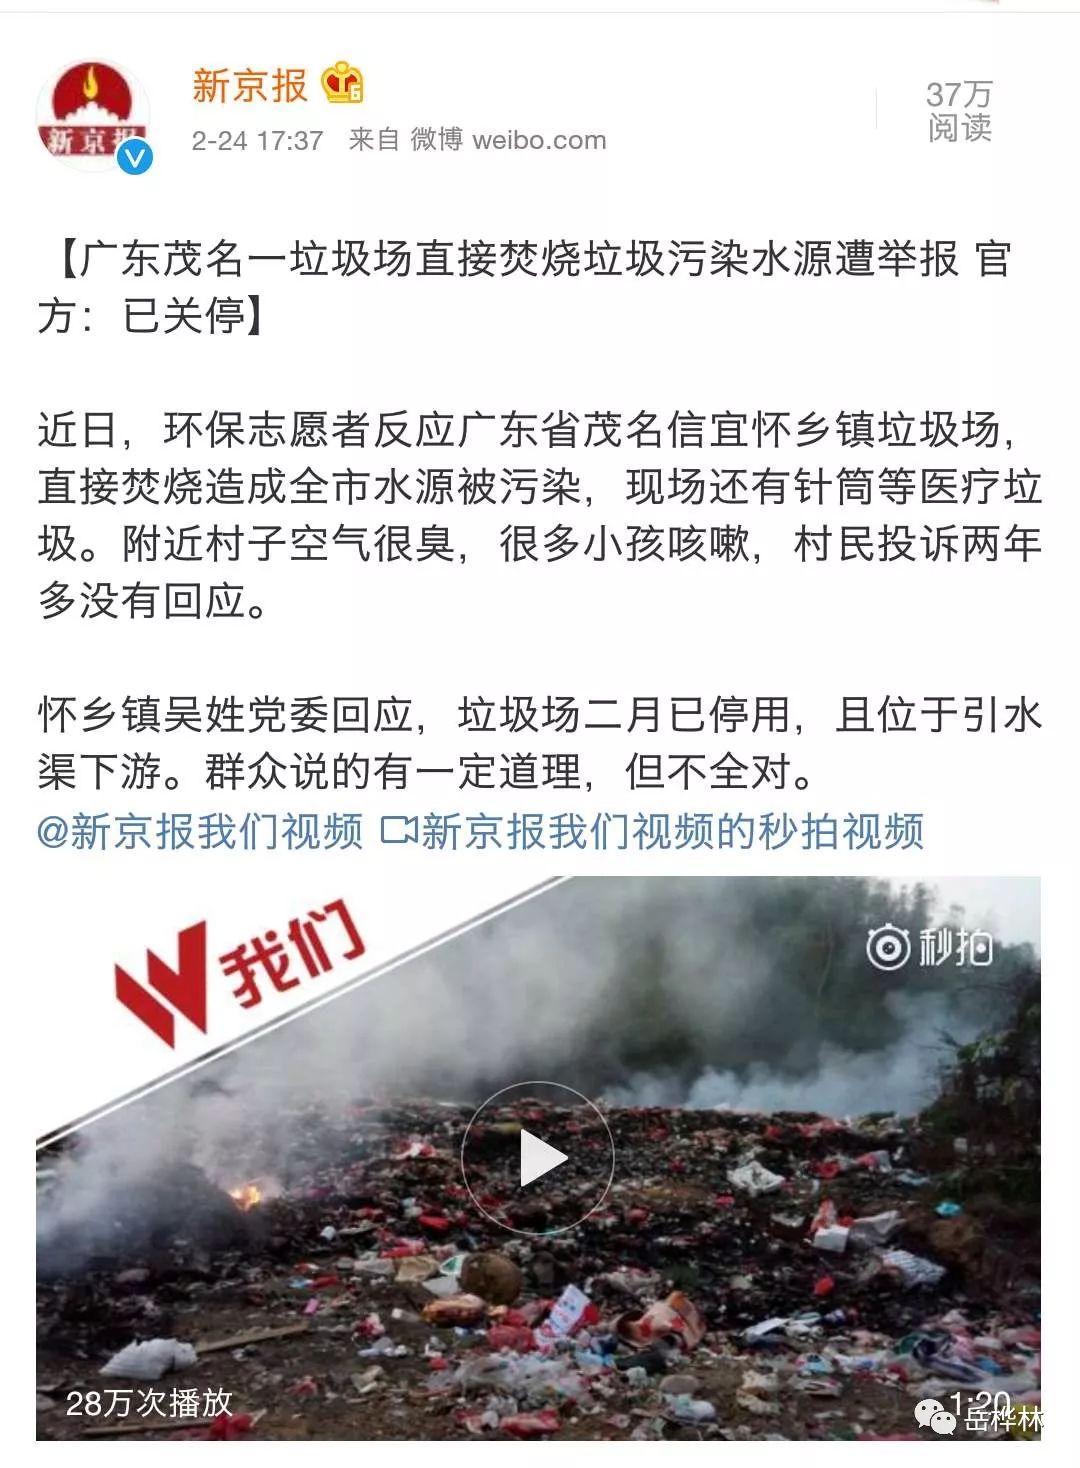 新京报
6
新京报
2-24 17:37 来自 微博 weibo.com
37万
阅读
【广东茂名一垃圾场直接焚烧垃圾污染水源遭举报 官
方：已关停】
近日，环保志愿者反应广东省茂名信宜怀乡镇垃圾场，
直接焚烧造成全市水源被污染，现场还有针筒等医疗垃
圾。附近村子空气很臭，很多小孩咳嗽，村民投诉两年
多没有回应。
怀乡镇吴姓党委回应，垃圾场二月已停用，且位于引水
渠下游。群众说的有一定道理，但不全对。
@新京报我们视频 新京报我们视频的秒拍视频
我们
秒拍
28万次播放
1:20
岳桦林